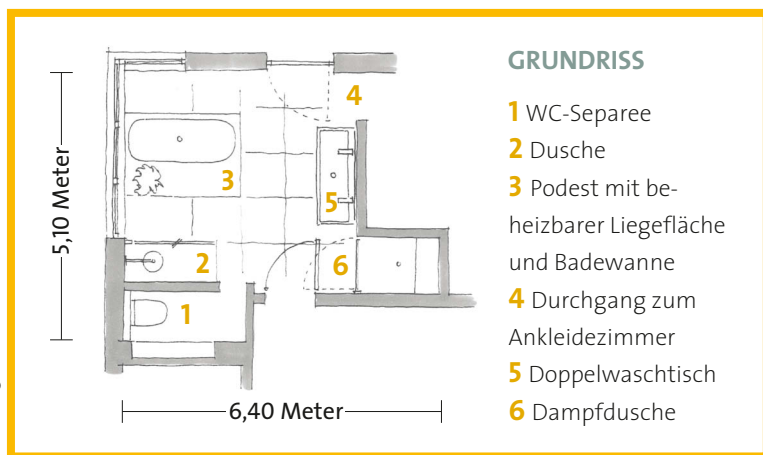 GRUNDRISS
1 WC-Separee
2 Dusche
3 Podest mit be-
heizbarer Liegefläche
und Badewanne
4 Durchgang zum
Ankleidezimmer
5 Doppelwaschtisch
6 Dampfdusche
5,10 Meter
6,40 Meter
4
3
5
2
6
1